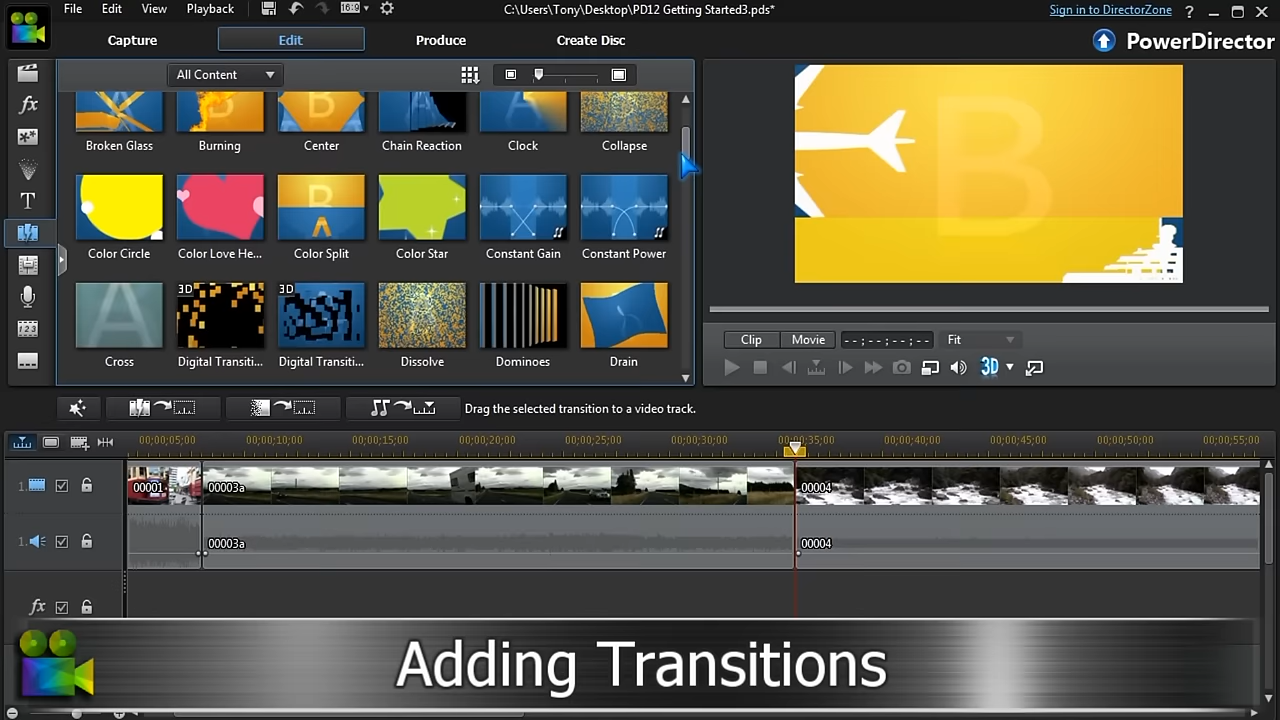 File Edit View Playback 16:9 C:\Users\Tony\Desktop\PD12 Getting Started3.pds* Sign in to DirectorZone ?
Capture Edit Produce Create Disc PowerDirector
All Content
Broken Glass Burning Center Chain Reaction Clock Collapse
Color Circle Color Love He... Color Split Color Star Constant Gain Constant Power
3D 3D
Cross Digital Transiti... Digital Transiti... Dissolve Dominoes Drain
B
fx
T
Clip Movie --;--;--;-- Fit
3D
Drag the selected transition to a video track.
00;00;05;00 00;00;10;00 00;00;15;00 00;00;20;00 00;00;25;00 00;00;30;00 00;00;35;00 00;00;40;00 00;00;45;00 00;00;50;00 00;00;55;00
1. 00001 00003a 00004
1. 00003a 00004
fx
Adding Transitions